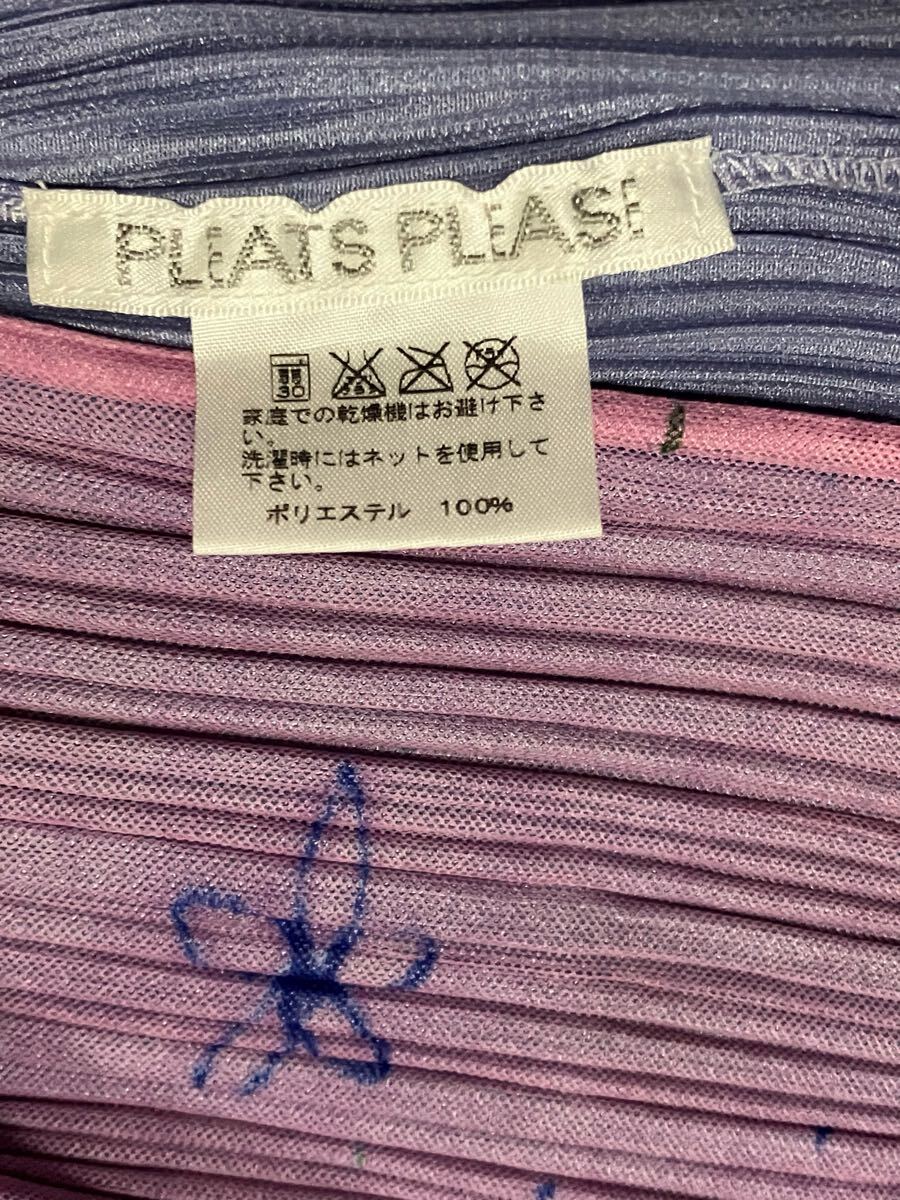 PLEATS PLEASE
弱
30
家庭での乾燥機はお避け下さ
い。
洗濯時にはネットを使用して
下さい。
ポリエステル 100%